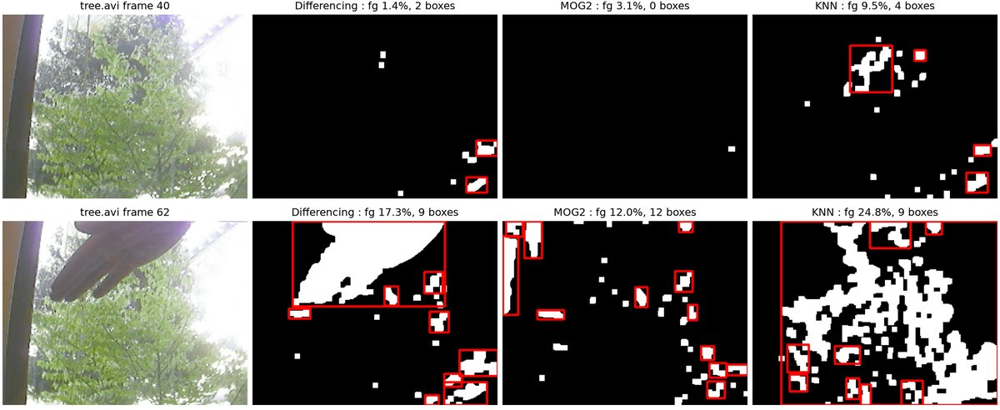 tree.avi frame 40
Differencing : fg 1.4%, 2 boxes
MOG2 : fg 3.1%, 0 boxes
KNN : fg 9.5%, 4 boxes
tree.avi frame 62
Differencing : fg 17.3%, 9 boxes
MOG2 : fg 12.0%, 12 boxes
KNN : fg 24.8%, 9 boxes